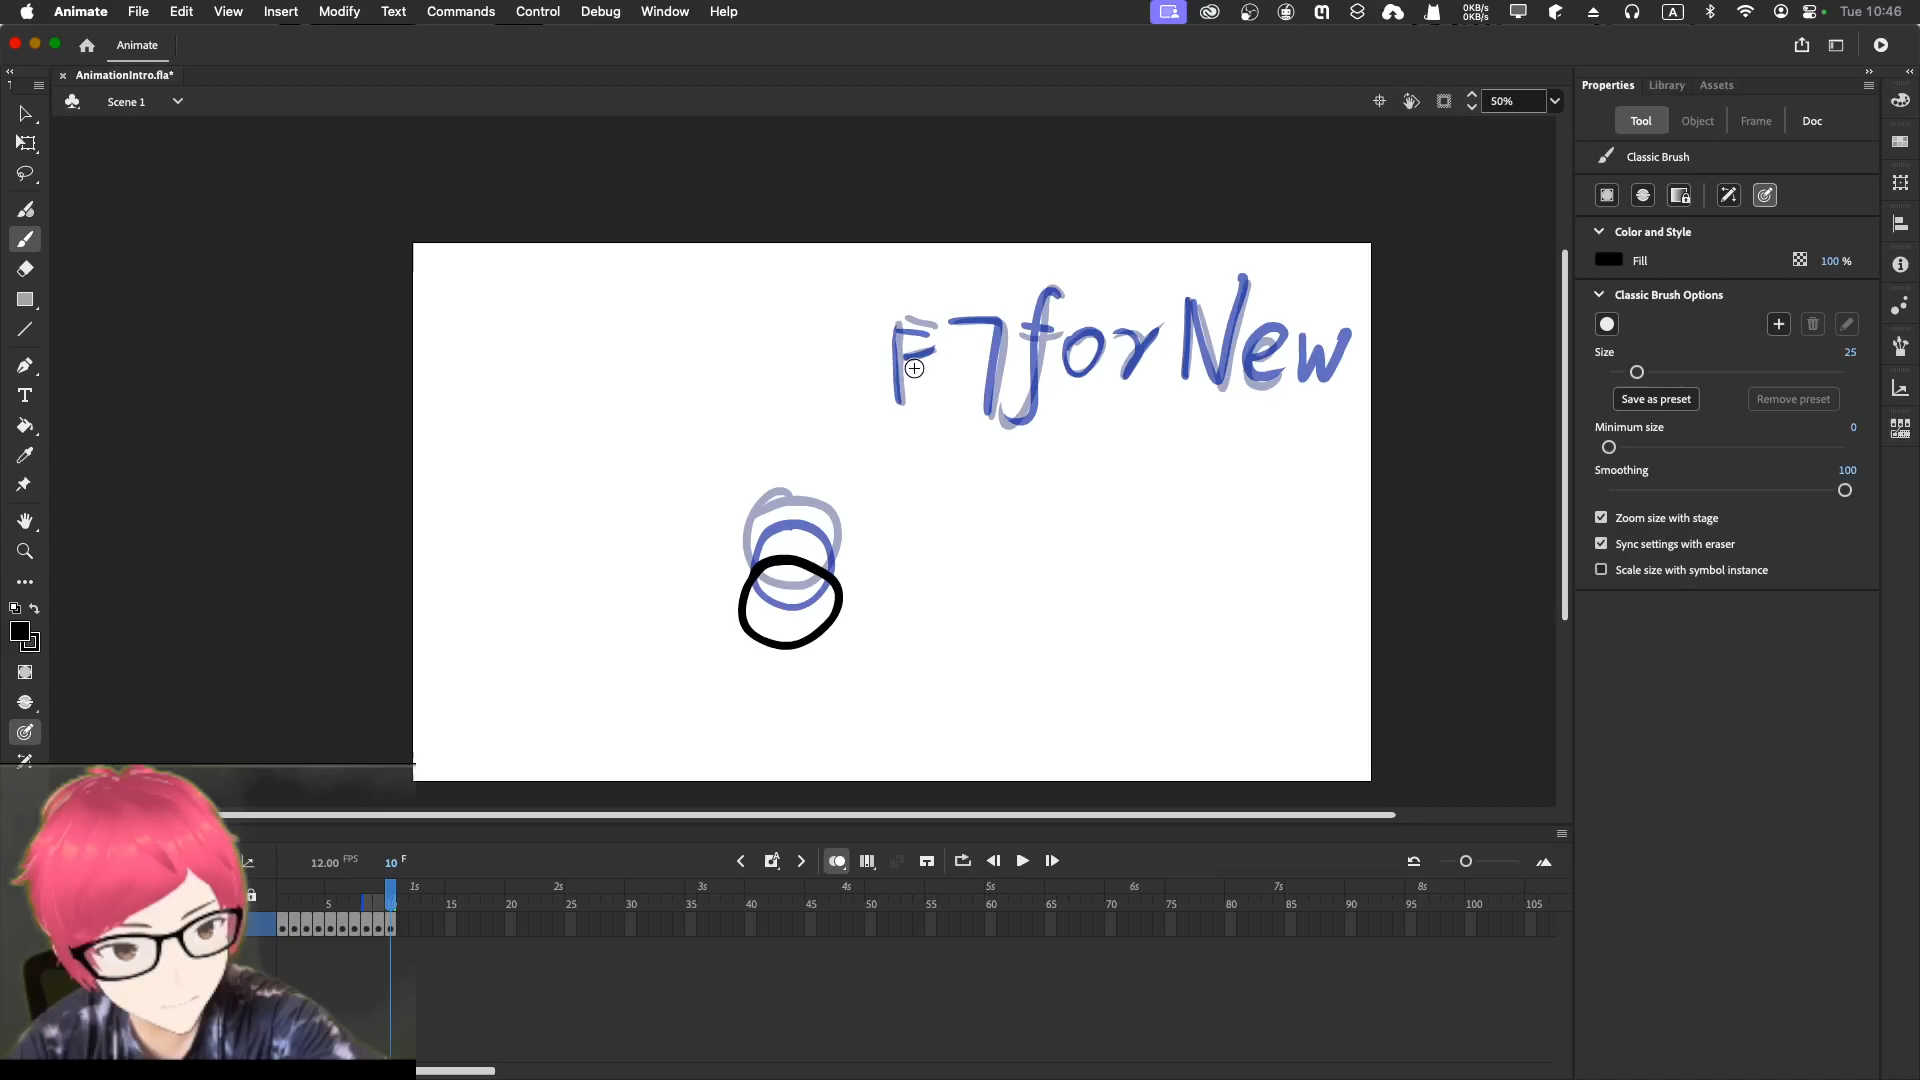 Animate File Edit View Insert Modify Text Commands Control Debug Window Help 0KB/s 0KB/s A Tue 10:46
Animate
AnimationIntro.fla*
Scene 1 50%
Properties Library Assets
Tool Object Frame Doc
Classic Brush
Color and Style
Fill 100 %
Classic Brush Options
Size 25
Save as preset Remove preset
Minimum size 0
Smoothing 100
Zoom size with stage
Sync settings with eraser
Scale size with symbol instance
F7 for New
12.00 FPS 10 F
1s 2s 3s 4s 5s 6s 7s 8s
5 10 15 20 25 30 35 40 45 50 55 60 65 70 75 80 85 90 95 100 105